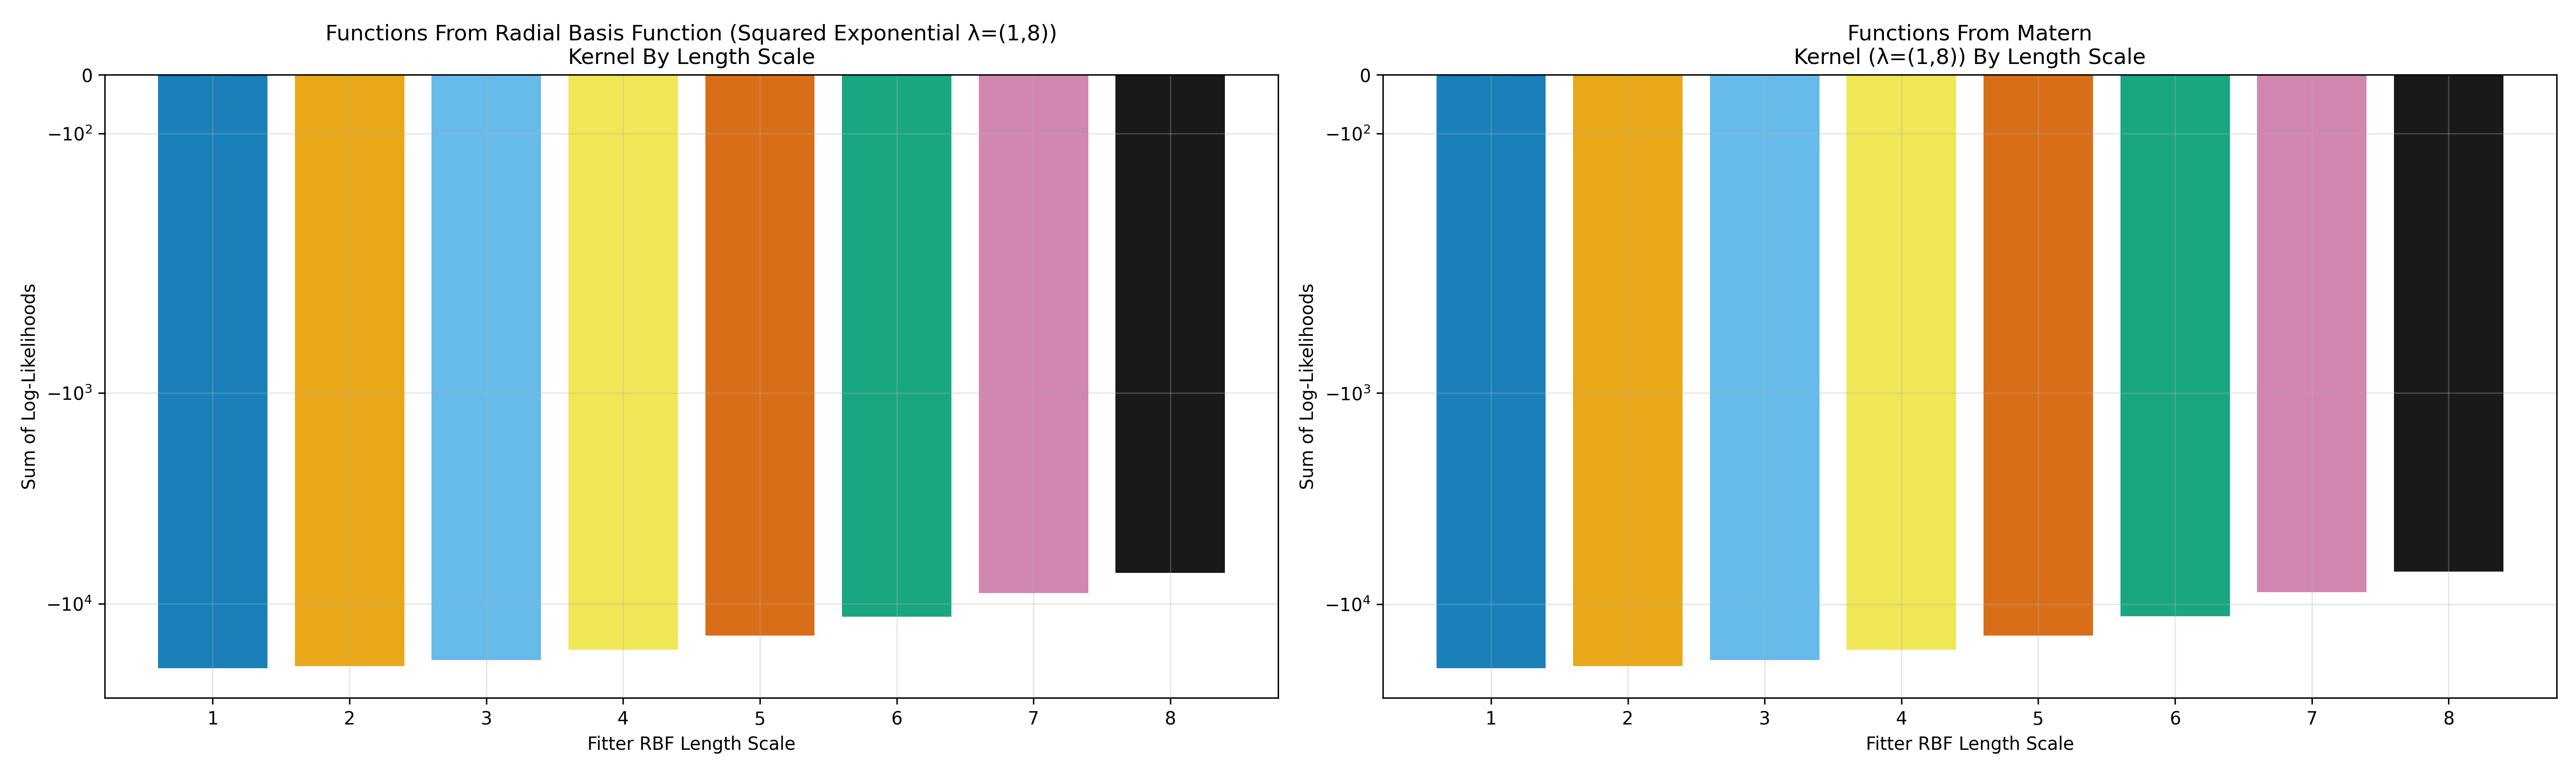 Functions From Radial Basis Function (Squared Exponential λ=(1,8))
Kernel By Length Scale
0
−10²
−10³
−10⁴
Sum of Log-Likelihoods
1 2 3 4 5 6 7 8
Fitter RBF Length Scale
Functions From Matern
Kernel (λ=(1,8)) By Length Scale
0
−10²
−10³
−10⁴
Sum of Log-Likelihoods
1 2 3 4 5 6 7 8
Fitter RBF Length Scale